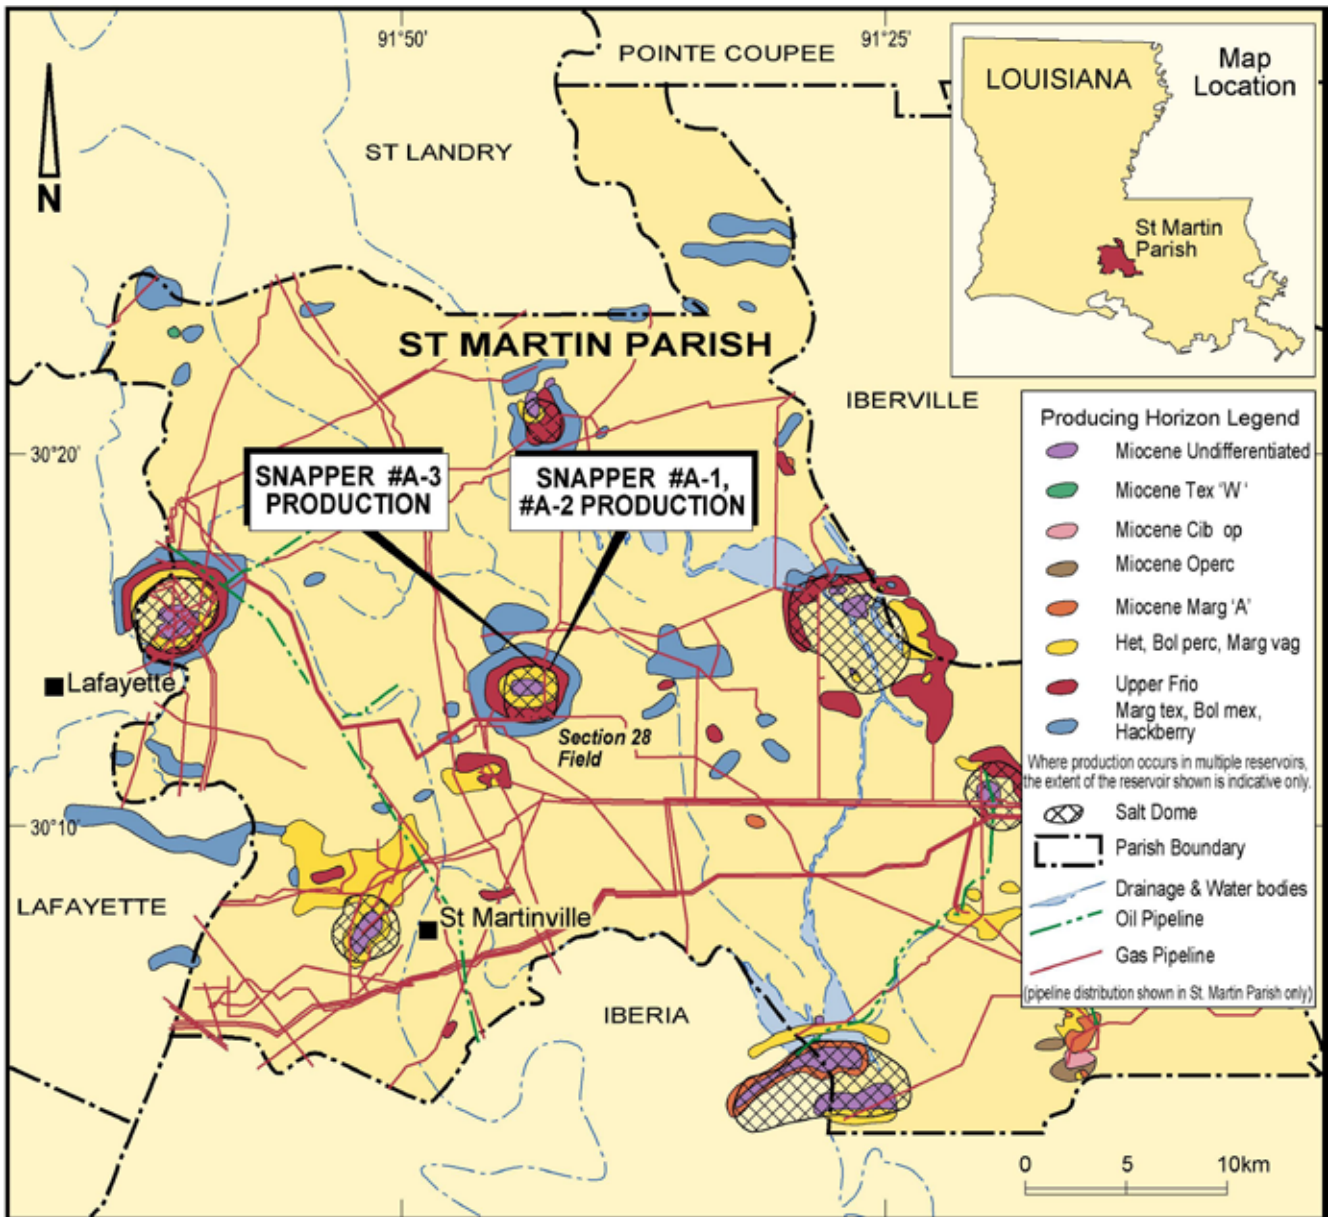 91°50'
91°25'
POINTE COUPEE
LOUISIANA
Map
Location
ST LANDRY
N
St Martin
Parish
ST MARTIN PARISH
IBERVILLE
30°20'
SNAPPER #A-3
PRODUCTION
SNAPPER #A-1,
#A-2 PRODUCTION
Lafayette
Section 28
Field
30°10'
LAFAYETTE
St Martinville
IBERIA
Producing Horizon Legend
Miocene Undifferentiated
Miocene Tex 'W '
Miocene Cib op
Miocene Operc
Miocene Marg 'A'
Het, Bol perc, Marg vag
Upper Frio
Marg tex, Bol mex,
Hackberry
Where production occurs in multiple reservoirs,
the extent of the reservoir shown is indicative only.
Salt Dome
Parish Boundary
Drainage & Water bodies
Oil Pipeline
Gas Pipeline
(pipeline distribution shown in St. Martin Parish only)
0 5 10km